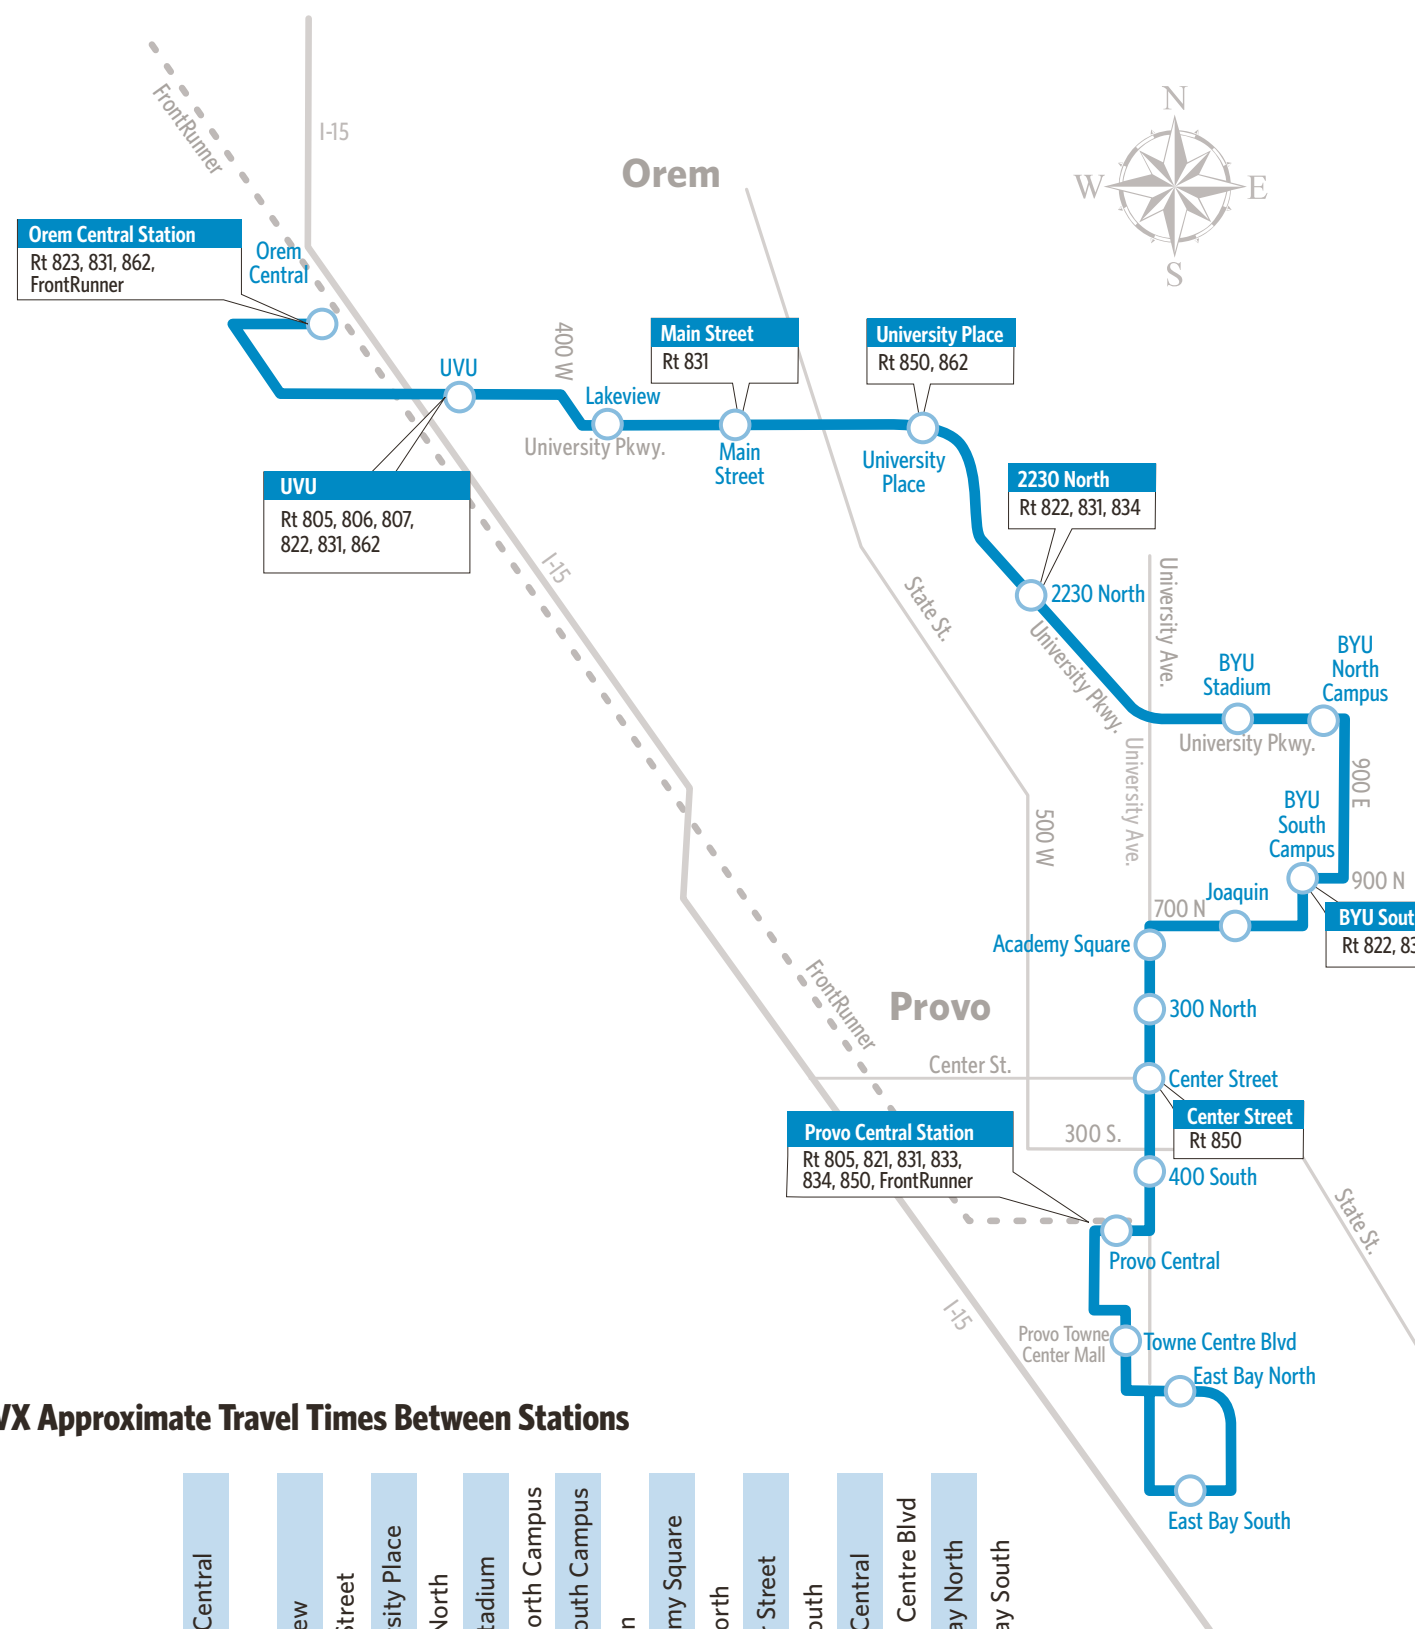 N
W
E
S
FrontRunner
I-15
Orem
Orem Central Station
Rt 823, 831, 862,
FrontRunner
Orem
Central
UVU
400 W
Lakeview
University Pkwy.
Main Street
Rt 831
Main
Street
University Place
Rt 850, 862
University
Place
UVU
Rt 805, 806, 807,
822, 831, 862
2230 North
Rt 822, 831, 834
2230 North
I-15
State St.
University Pkwy.
University Ave.
BYU
Stadium
BYU
North
Campus
University Pkwy.
University Ave.
900 E
500 W
BYU
South
Campus
900 N
Joaquin
700 N
BYU Sout
Rt 822, 83
Academy Square
300 North
Provo
FrontRunner
Center St.
Center Street
Center Street
Rt 850
300 S.
Provo Central Station
Rt 805, 821, 831, 833,
834, 850, FrontRunner
400 South
State St.
Provo Central
I-15
Provo Towne
Center Mall
Towne Centre Blvd
East Bay North
East Bay South
VX Approximate Travel Times Between Stations
Central
ew
Street
sity Place
North
tadium
orth Campus
outh Campus
n
my Square
orth
r Street
outh
Central
Centre Blvd
ay North
ay South